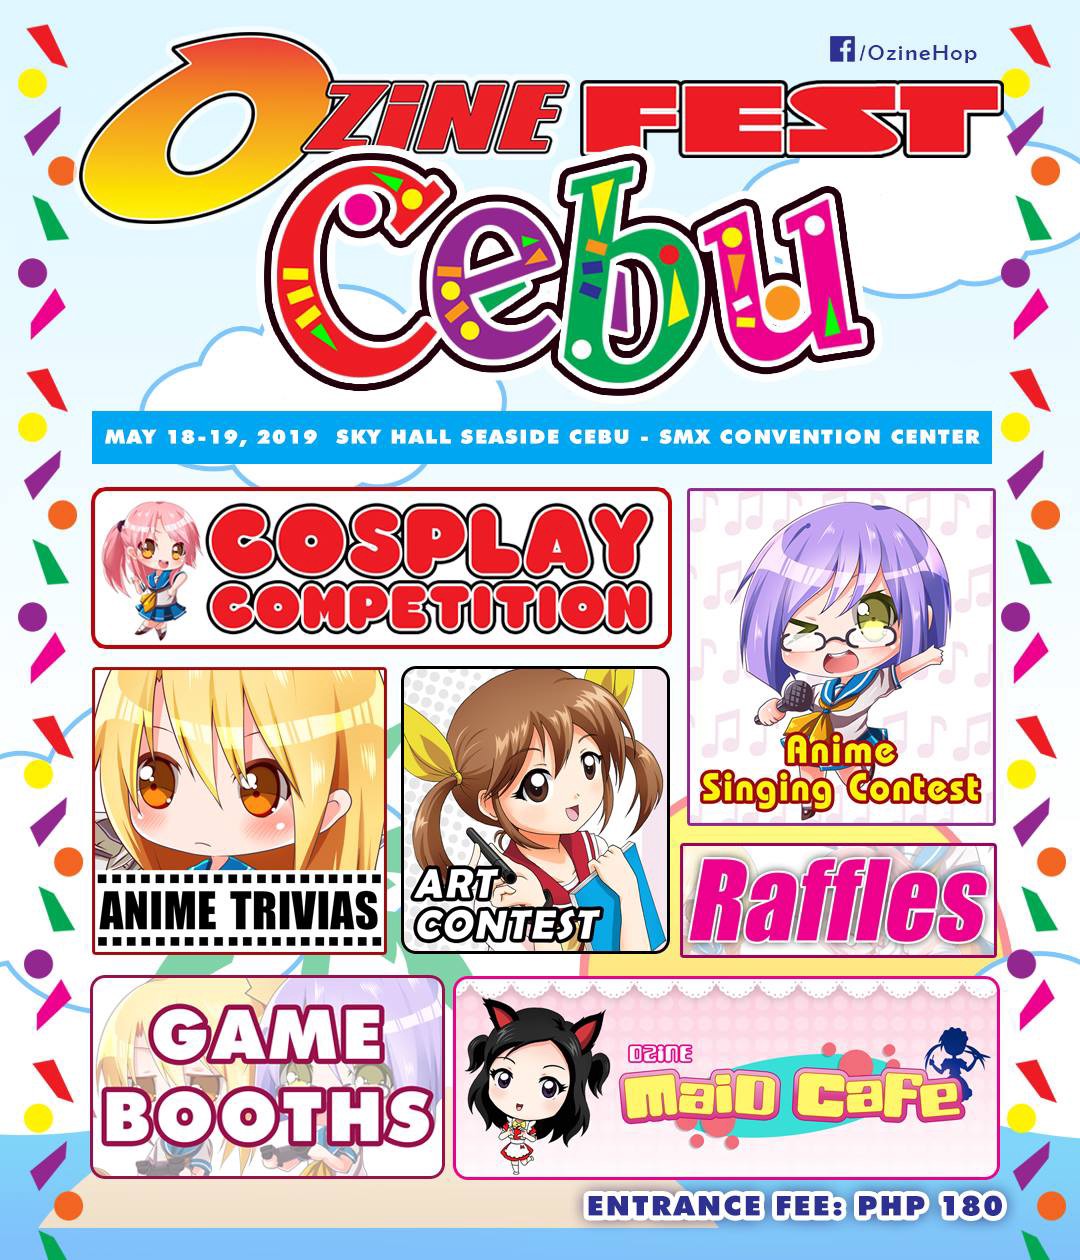 /OzineHop
OZiNE FEST
Cebu
MAY 18-19, 2019 SKY HALL SEASIDE CEBU - SMX CONVENTION CENTER
COSPLAY
COMPETITION
Anime
Singing Contest
ANIME TRIVIAS
ART
CONTEST
Raffles
GAME
BOOTHS
OZiNE
MaiD Cafe
ENTRANCE FEE: PHP 180